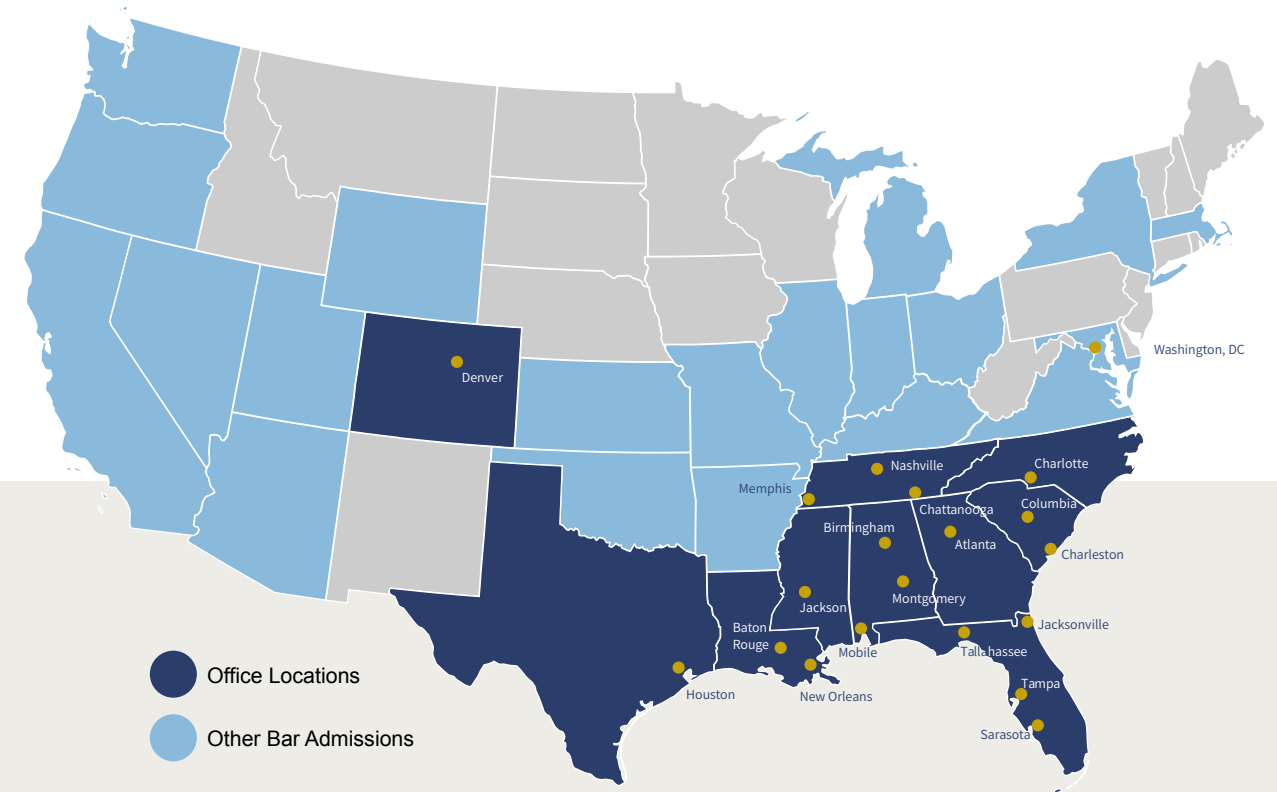 Washington, DC
Denver
Nashville
Charlotte
Memphis
Chattanooga
Columbia
Birmingham
Atlanta
Charleston
Montgomery
Jackson
Jacksonville
Baton
Rouge
Mobile
Tallahassee
Houston
New Orleans
Tampa
Sarasota
Office Locations
Other Bar Admissions